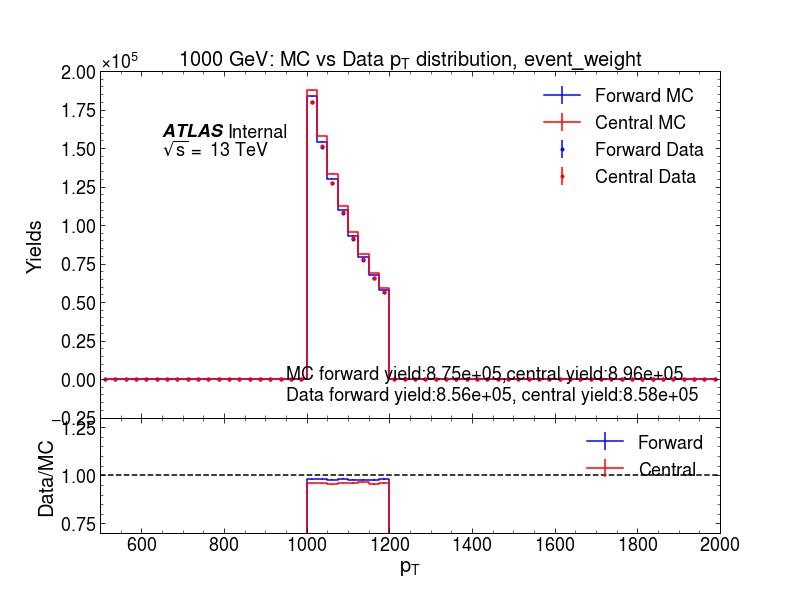 ×10⁵
1000 GeV: MC vs Data p_T distribution, event_weight
2.00
1.75
1.50
1.25
1.00
0.75
0.50
0.25
0.00
−0.25
Yields
ATLAS Internal
√s = 13 TeV
Forward MC
Central MC
Forward Data
Central Data
MC forward yield:8.75e+05,central yield:8.96e+05
Data forward yield:8.56e+05, central yield:8.58e+05
1.25
1.00
0.75
Data/MC
Forward
Central
600 800 1000 1200 1400 1600 1800 2000
p_T